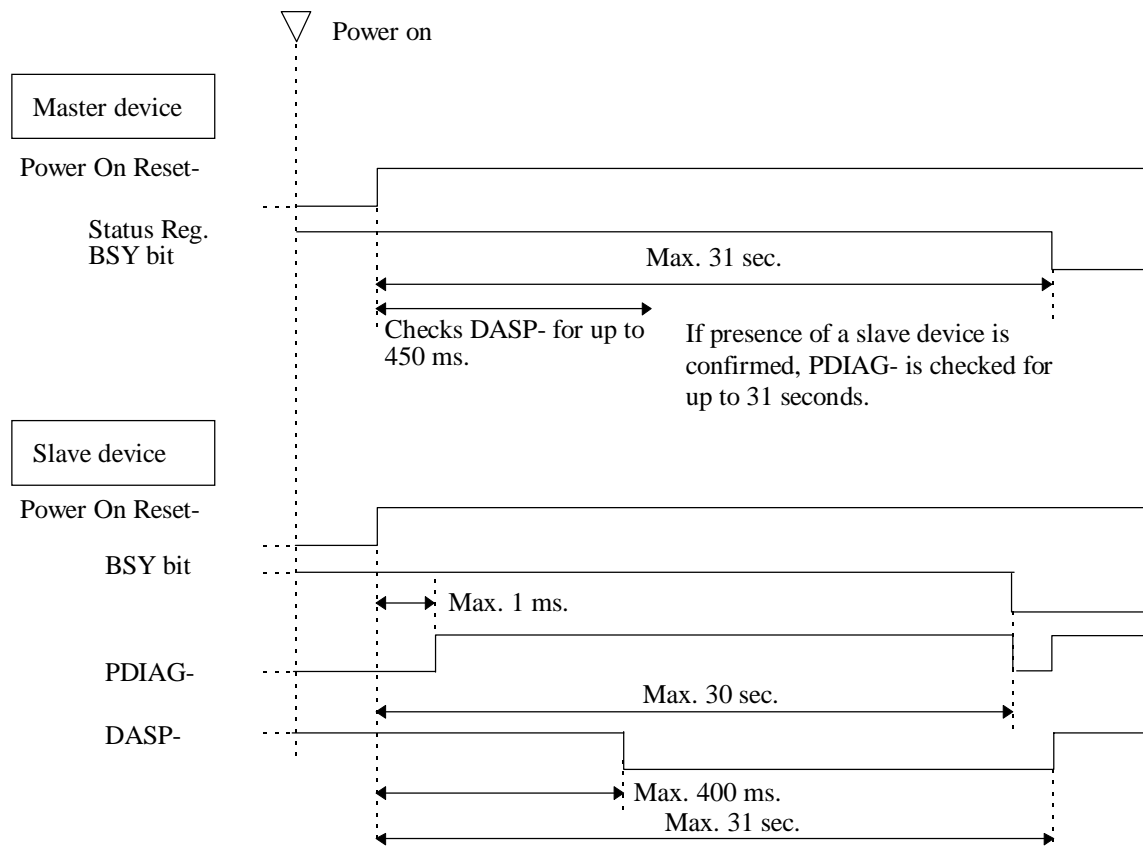 Power on
Master device
Power On Reset-
Status Reg.
BSY bit
Max. 31 sec.
Checks DASP- for up to
450 ms.
If presence of a slave device is
confirmed, PDIAG- is checked for
up to 31 seconds.
Slave device
Power On Reset-
BSY bit
Max. 1 ms.
PDIAG-
Max. 30 sec.
DASP-
Max. 400 ms.
Max. 31 sec.